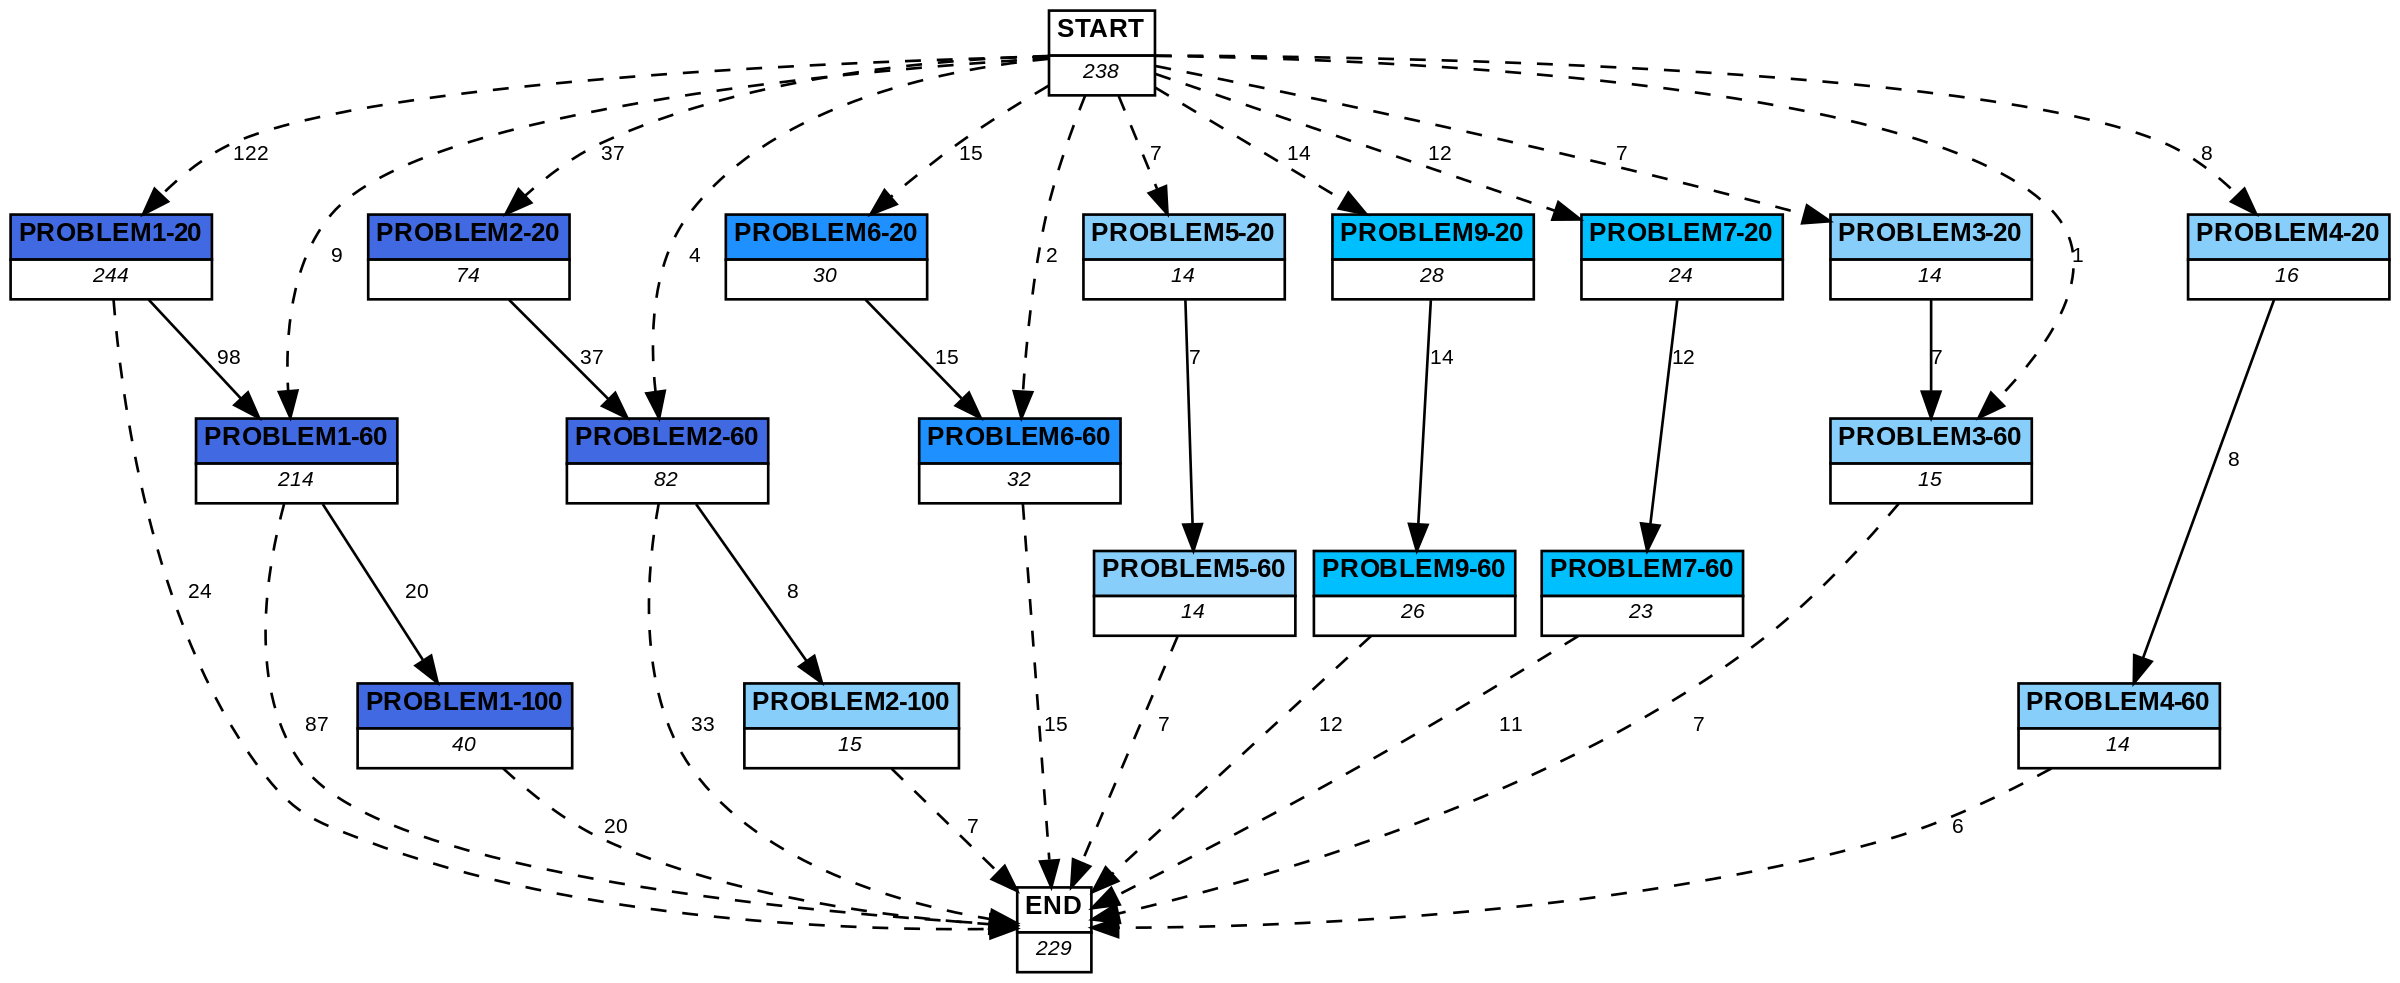 START
238
122
37
15
7
14
12
7
8
PROBLEM1-20
244
PROBLEM2-20
74
PROBLEM6-20
30
PROBLEM5-20
14
PROBLEM9-20
28
PROBLEM7-20
24
PROBLEM3-20
14
PROBLEM4-20
16
9
4
2
1
98
37
15
7
14
12
7
PROBLEM1-60
214
PROBLEM2-60
82
PROBLEM6-60
32
PROBLEM3-60
15
8
24
20
8
PROBLEM5-60
14
PROBLEM9-60
26
PROBLEM7-60
23
87
PROBLEM1-100
40
33
PROBLEM2-100
15
15
7
12
11
7
PROBLEM4-60
14
20
7
6
END
229